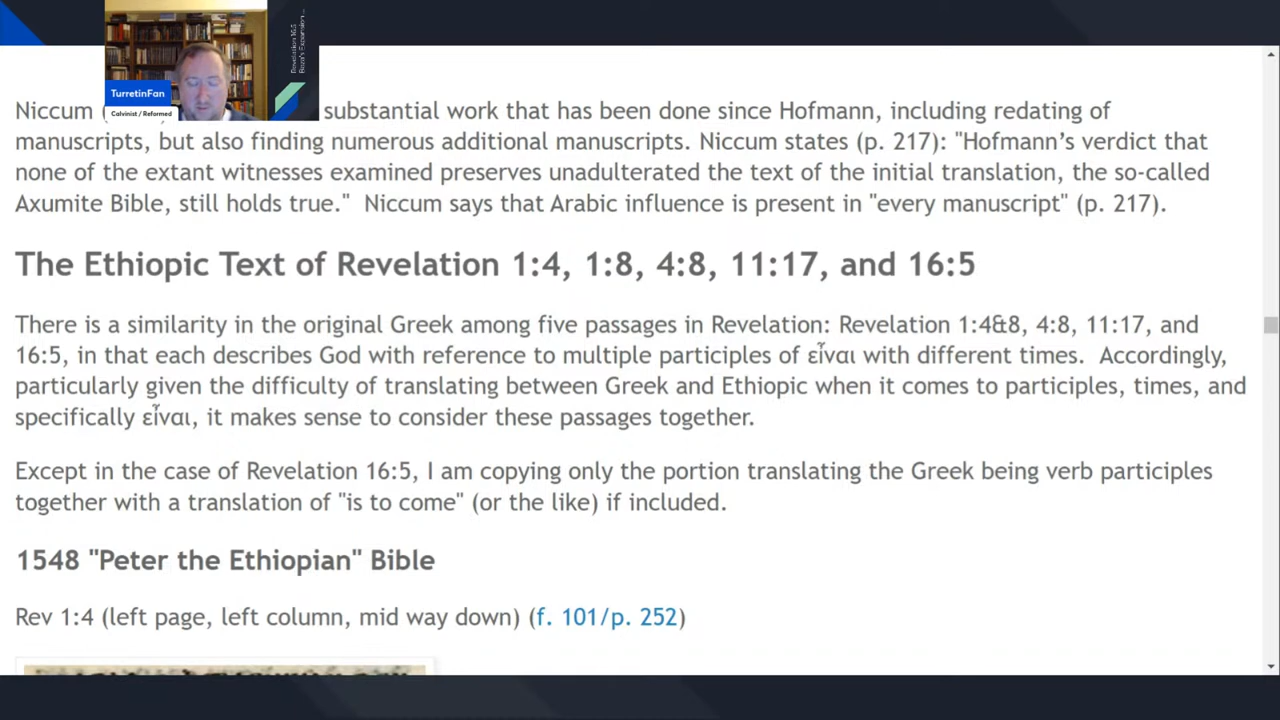 TurretinFan
Calvinist / Reformed
Revelation 16:5
Beza's Expansion ...
Niccum substantial work that has been done since Hofmann, including redating of
manuscripts, but also finding numerous additional manuscripts. Niccum states (p. 217): "Hofmann’s verdict that
none of the extant witnesses examined preserves unadulterated the text of the initial translation, the so-called
Axumite Bible, still holds true." Niccum says that Arabic influence is present in "every manuscript" (p. 217).
The Ethiopic Text of Revelation 1:4, 1:8, 4:8, 11:17, and 16:5
There is a similarity in the original Greek among five passages in Revelation: Revelation 1:4&8, 4:8, 11:17, and
16:5, in that each describes God with reference to multiple participles of εἶναι with different times. Accordingly,
particularly given the difficulty of translating between Greek and Ethiopic when it comes to participles, times, and
specifically εἶναι, it makes sense to consider these passages together.
Except in the case of Revelation 16:5, I am copying only the portion translating the Greek being verb participles
together with a translation of "is to come" (or the like) if included.
1548 "Peter the Ethiopian" Bible
Rev 1:4 (left page, left column, mid way down) (f. 101/p. 252)